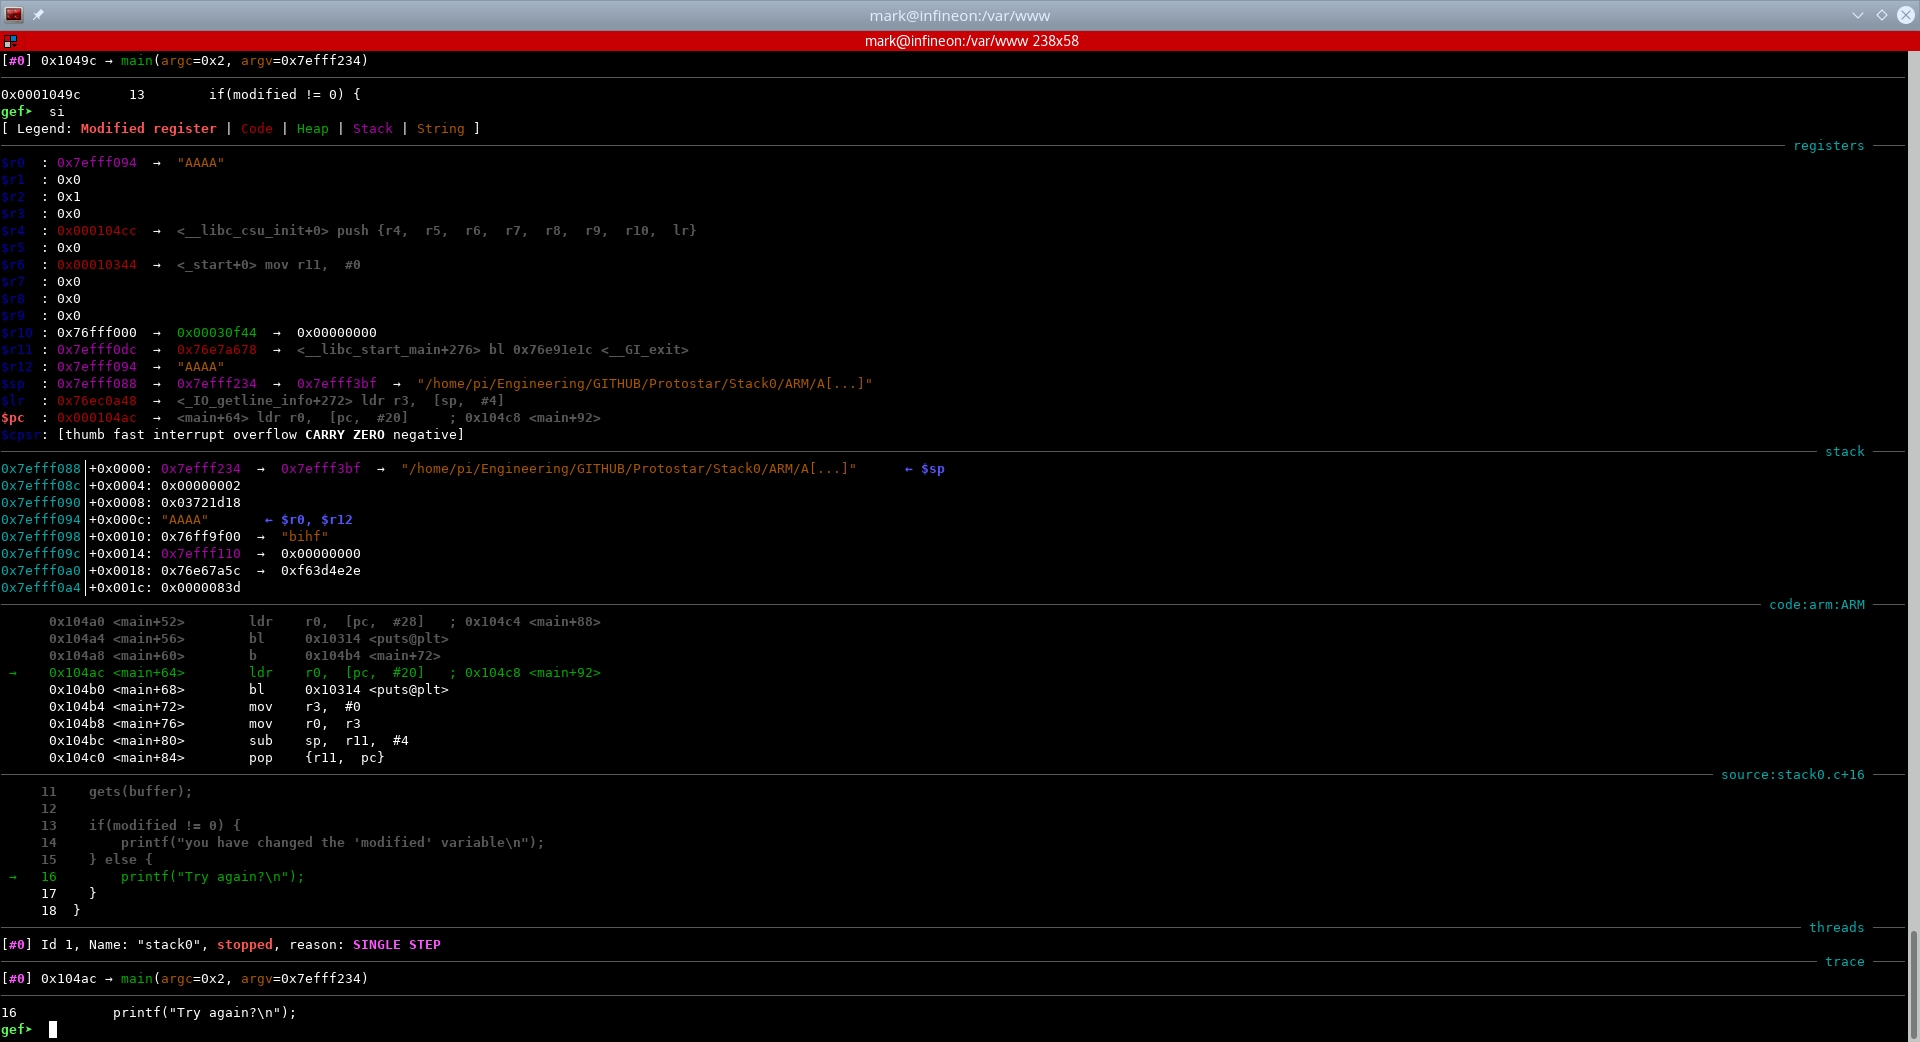 mark@infineon:/var/www
mark@infineon:/var/www 238x58
[#0] 0x1049c → main(argc=0x2, argv=0x7efff234)
0x0001049c      13        if(modified != 0) {
gef➤  si
[ Legend: Modified register | Code | Heap | Stack | String ]
registers
$r0  : 0x7efff094  →  "AAAA"
$r1  : 0x0
$r2  : 0x1
$r3  : 0x0
$r4  : 0x000104cc  →  <__libc_csu_init+0> push {r4,  r5,  r6,  r7,  r8,  r9,  r10,  lr}
$r5  : 0x0
$r6  : 0x00010344  →  <_start+0> mov r11,  #0
$r7  : 0x0
$r8  : 0x0
$r9  : 0x0
$r10 : 0x76fff000  →  0x00030f44  →  0x00000000
$r11 : 0x7efff0dc  →  0x76e7a678  →  <__libc_start_main+276> bl 0x76e91e1c <__GI_exit>
$r12 : 0x7efff094  →  "AAAA"
$sp  : 0x7efff088  →  0x7efff234  →  0x7efff3bf  →  "/home/pi/Engineering/GITHUB/Protostar/Stack0/ARM/A[...]"
$lr  : 0x76ec0a48  →  <_IO_getline_info+272> ldr r3,  [sp,  #4]
$pc  : 0x000104ac  →  <main+64> ldr r0,  [pc,  #20]     ; 0x104c8 <main+92>
$cpsr: [thumb fast interrupt overflow CARRY ZERO negative]
stack
0x7efff088│+0x0000: 0x7efff234  →  0x7efff3bf  →  "/home/pi/Engineering/GITHUB/Protostar/Stack0/ARM/A[...]"      ← $sp
0x7efff08c│+0x0004: 0x00000002
0x7efff090│+0x0008: 0x03721d18
0x7efff094│+0x000c: "AAAA"       ← $r0, $r12
0x7efff098│+0x0010: 0x76ff9f00  →  "bihf"
0x7efff09c│+0x0014: 0x7efff110  →  0x00000000
0x7efff0a0│+0x0018: 0x76e67a5c  →  0xf63d4e2e
0x7efff0a4│+0x001c: 0x0000083d
code:arm:ARM
0x104a0 <main+52>        ldr    r0,  [pc,  #28]   ; 0x104c4 <main+88>
0x104a4 <main+56>        bl     0x10314 <puts@plt>
0x104a8 <main+60>        b      0x104b4 <main+72>
→    0x104ac <main+64>        ldr    r0,  [pc,  #20]   ; 0x104c8 <main+92>
0x104b0 <main+68>        bl     0x10314 <puts@plt>
0x104b4 <main+72>        mov    r3,  #0
0x104b8 <main+76>        mov    r0,  r3
0x104bc <main+80>        sub    sp,  r11,  #4
0x104c0 <main+84>        pop    {r11,  pc}
source:stack0.c+16
11    gets(buffer);
12
13    if(modified != 0) {
14        printf("you have changed the 'modified' variable\n");
15    } else {
→   16        printf("Try again?\n");
17    }
18  }
threads
[#0] Id 1, Name: "stack0", stopped, reason: SINGLE STEP
trace
[#0] 0x104ac → main(argc=0x2, argv=0x7efff234)
16            printf("Try again?\n");
gef➤